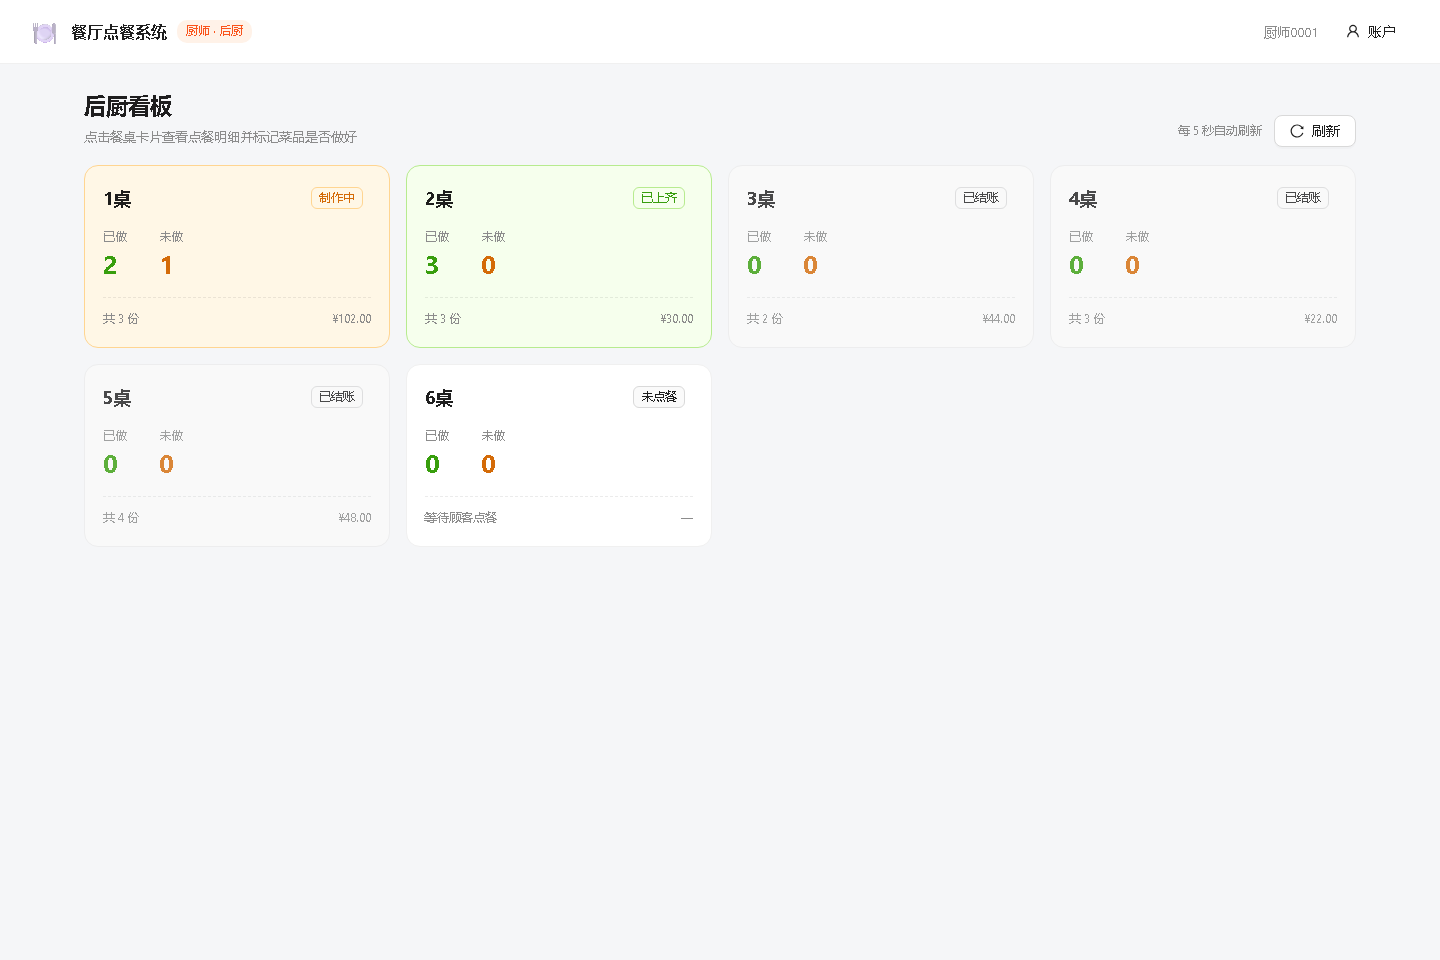 餐厅点餐系统 厨师 · 后厨 厨师0001 账户
后厨看板
点击餐桌卡片查看点餐明细并标记菜品是否做好
每 5 秒自动刷新 刷新
1桌 制作中
已做 未做
2 1
共 3 份 ¥102.00
2桌 已上齐
已做 未做
3 0
共 3 份 ¥30.00
3桌 已结账
已做 未做
0 0
共 2 份 ¥44.00
4桌 已结账
已做 未做
0 0
共 3 份 ¥22.00
5桌 已结账
已做 未做
0 0
共 4 份 ¥48.00
6桌 未点餐
已做 未做
0 0
等待顾客点餐 —